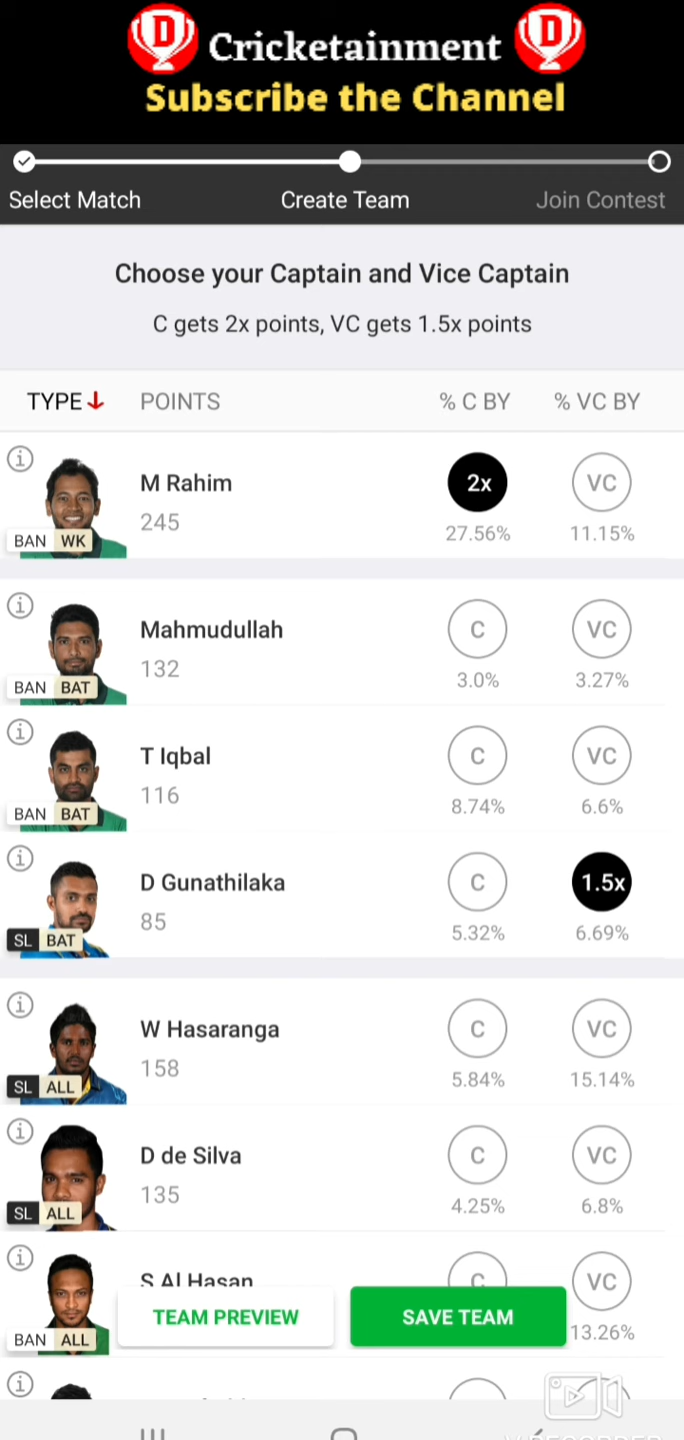 D Cricketainment D
Subscribe the Channel
Select Match Create Team Join Contest
Choose your Captain and Vice Captain
C gets 2x points, VC gets 1.5x points
TYPE POINTS % C BY % VC BY
M Rahim
245
2x
27.56%
VC
11.15%
BAN WK
Mahmudullah
132
C
3.0%
VC
3.27%
BAN BAT
T Iqbal
116
C
8.74%
VC
6.6%
BAN BAT
D Gunathilaka
85
C
5.32%
1.5x
6.69%
SL BAT
W Hasaranga
158
C
5.84%
VC
15.14%
SL ALL
D de Silva
135
C
4.25%
VC
6.8%
SL ALL
S Al Hasan
C
VC
13.26%
BAN ALL
TEAM PREVIEW SAVE TEAM